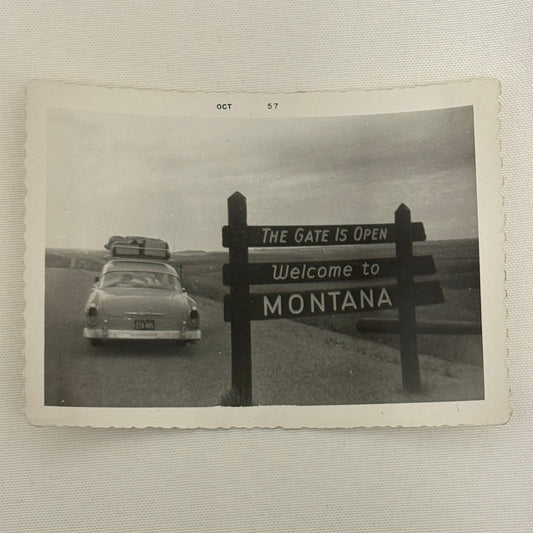 OCT 57
THE GATE IS OPEN
Welcome to
MONTANA